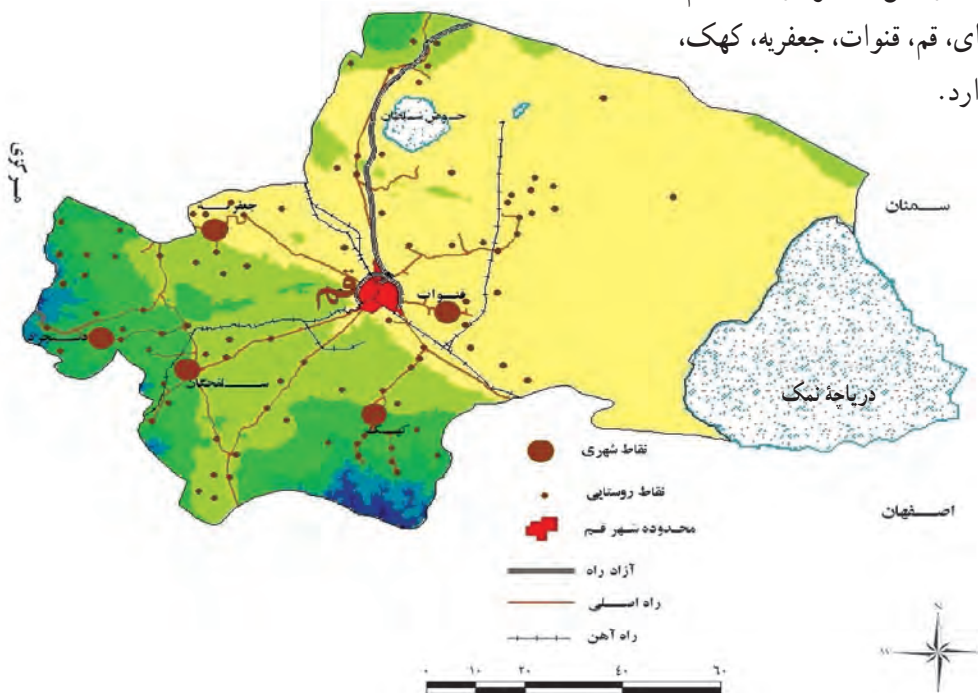 ای، قم، قنوات، جعفریه، کهک،
ارد.
حوض سلطان
مرکزی
جعفریه
سمنان
قم
قنوات
دستجرد
سلفچگان
کهک
دریاچهٔ نمک
نقاط شهری
نقاط روستایی
محدوده شهر قم
آزاد راه
راه اصلی
راه آهن
اصفهان
N
W
۰ ۱۰ ۲۰ ۴۰ ۶۰